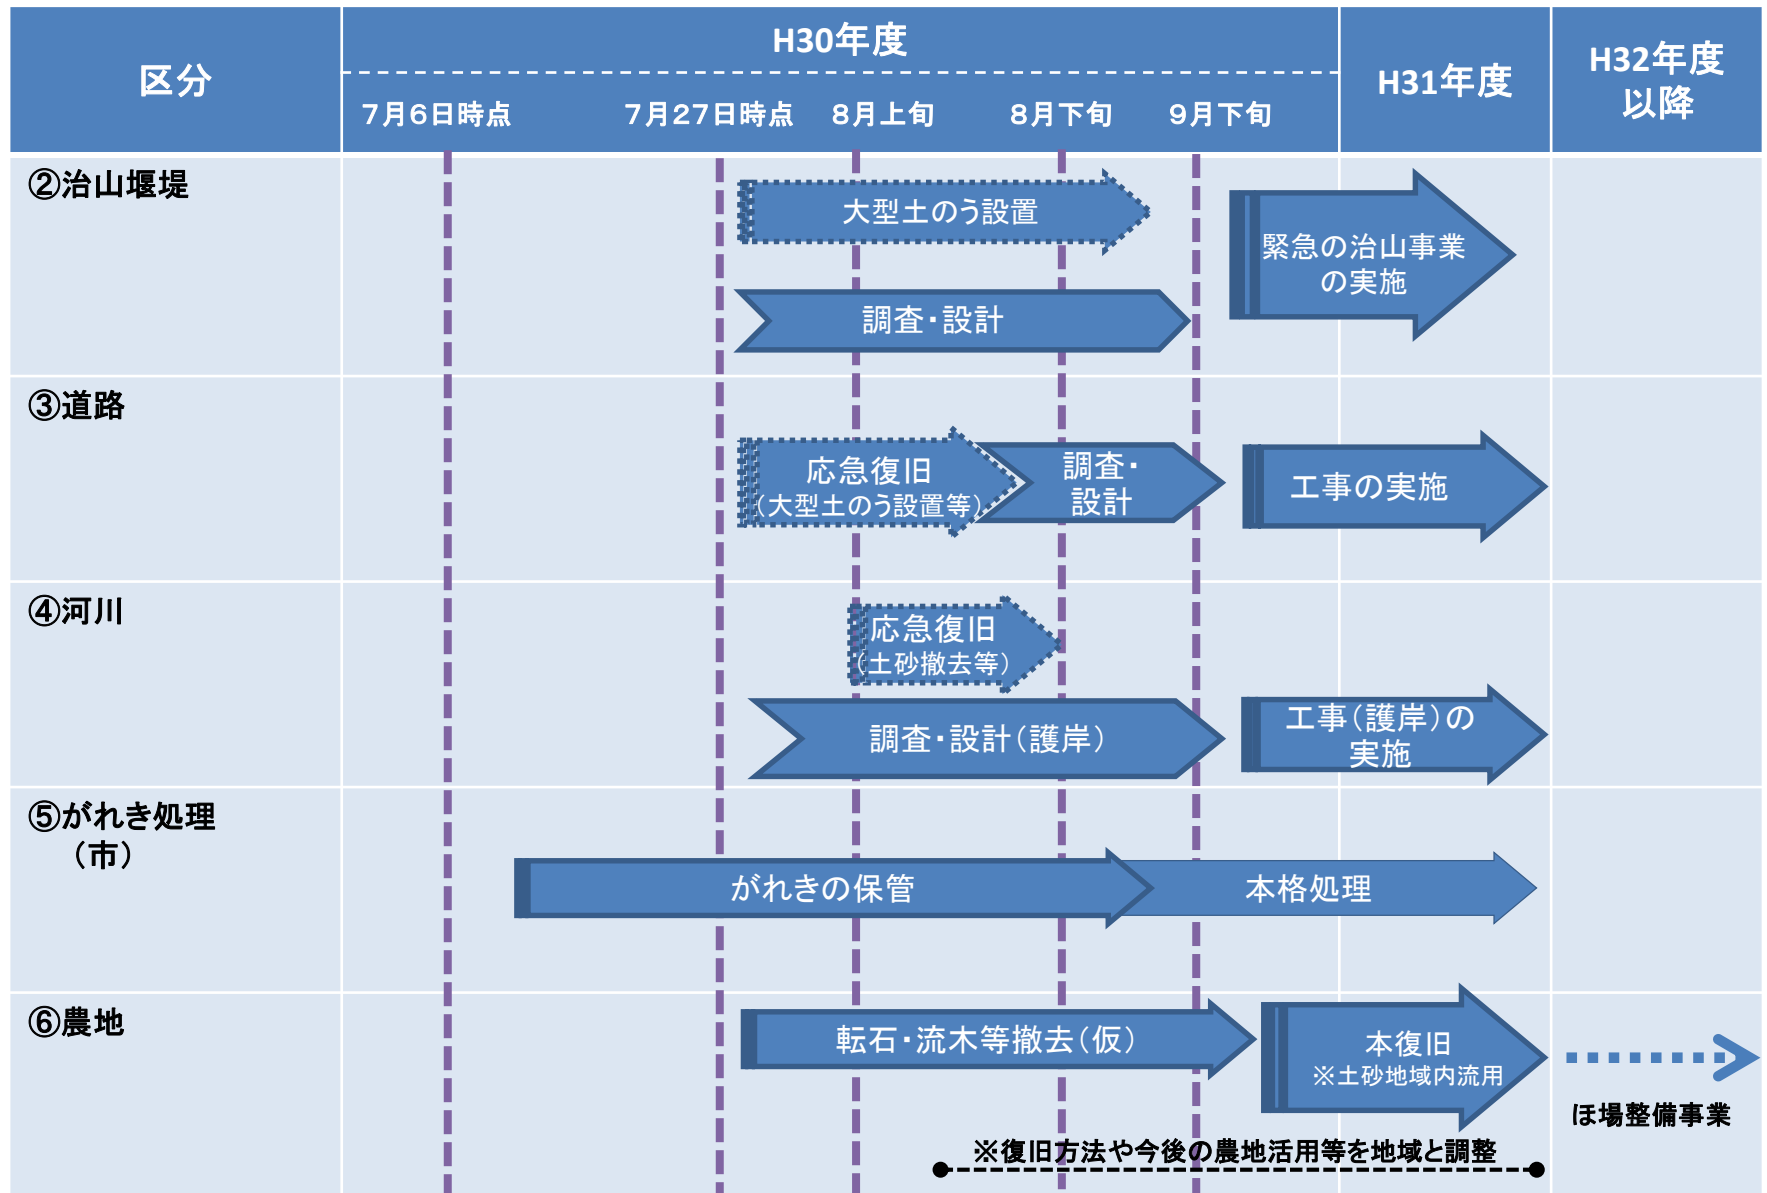 区分
H30年度
H31年度
H32年度
以降
7月6日時点
7月27日時点
8月上旬
8月下旬
9月下旬
②治山堰堤
大型土のう設置
調査・設計
緊急の治山事業
の実施
③道路
応急復旧
（大型土のう設置等）
調査・
設計
工事の実施
④河川
応急復旧
（土砂撤去等）
調査・設計（護岸）
工事（護岸）の
実施
⑤がれき処理
（市）
がれきの保管
本格処理
⑥農地
転石・流木等撤去（仮）
本復旧
※土砂地域内流用
ほ場整備事業
※復旧方法や今後の農地活用等を地域と調整